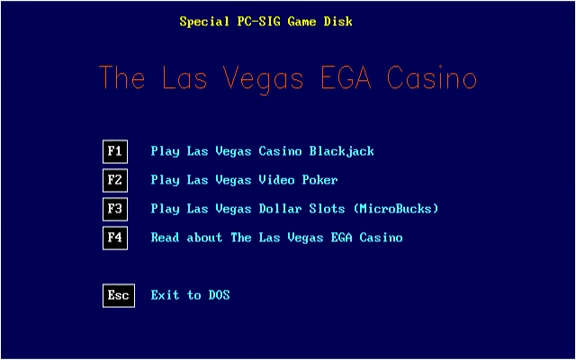 Special PC-SIG Game Disk
The Las Vegas EGA Casino
F1 Play Las Vegas Casino Blackjack
F2 Play Las Vegas Video Poker
F3 Play Las Vegas Dollar Slots (MicroBucks)
F4 Read about The Las Vegas EGA Casino
Esc Exit to DOS